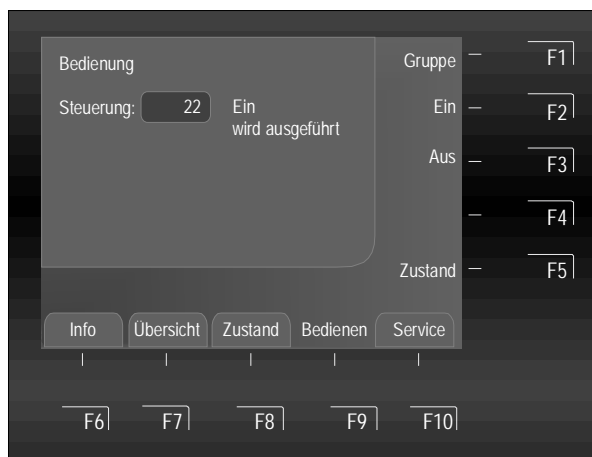 Bedienung
Steuerung: 22 Ein
wird ausgeführt
Gruppe – F1
Ein – F2
Aus – F3
– F4
Zustand – F5
Info Übersicht Zustand Bedienen Service
F6 F7 F8 F9 F10